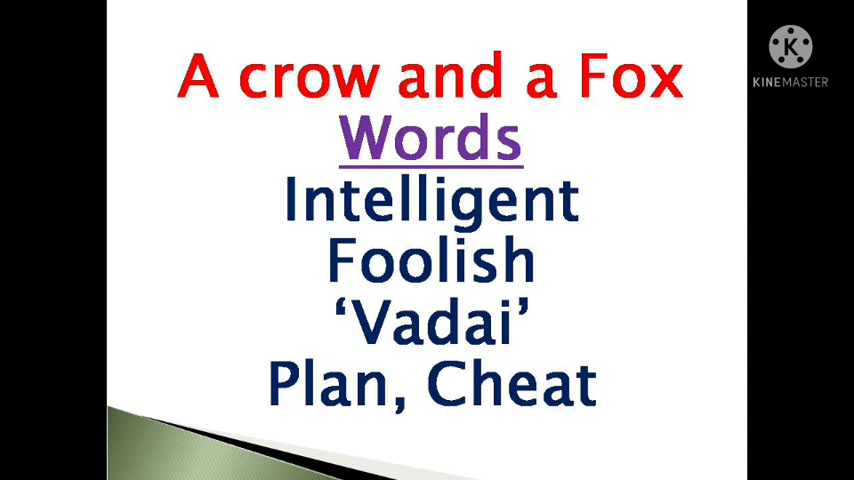 A crow and a Fox
Words
Intelligent
Foolish
‘Vadai’
Plan, Cheat
K
KINEMASTER